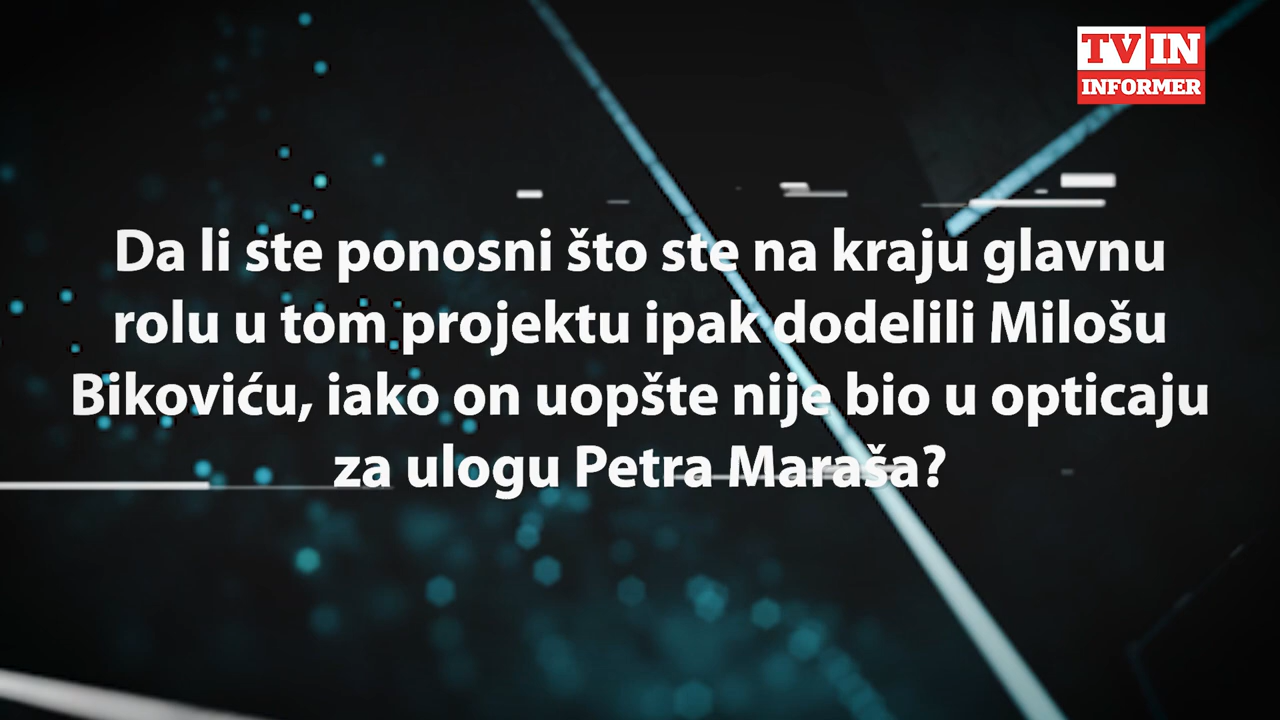 TV IN
INFORMER
Da li ste ponosni što ste na kraju glavnu
rolu u tom projektu ipak dodelili Milošu
Bikoviću, iako on uopšte nije bio u opticaju
za ulogu Petra Maraša?